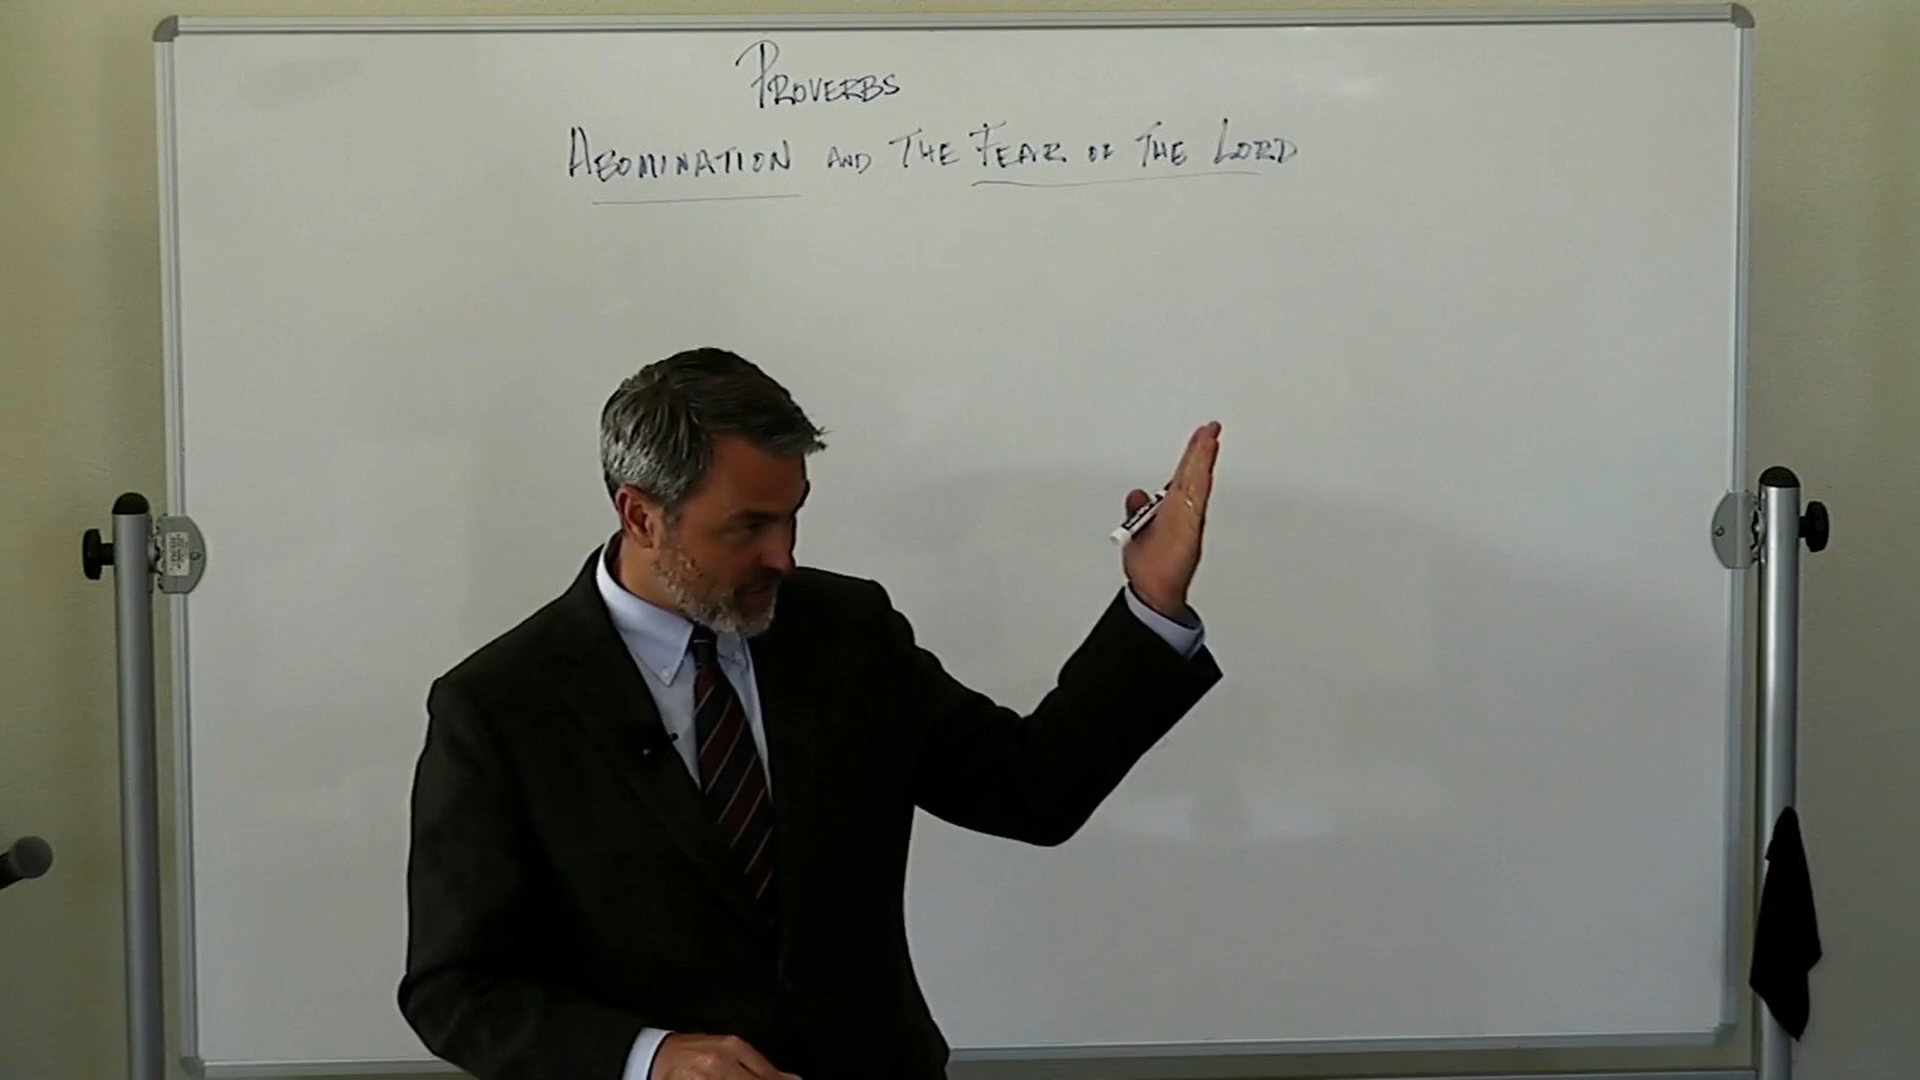 PROVERBS
ABOMINATION AND THE FEAR OF THE LORD